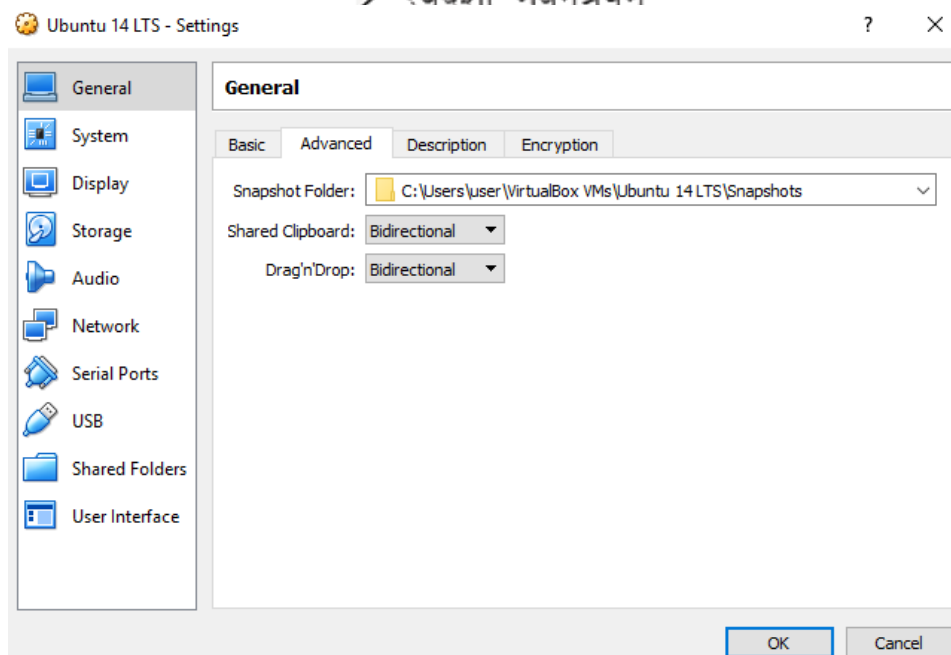 Ubuntu 14 LTS - Settings
?
General
System
Display
Storage
Audio
Network
Serial Ports
USB
Shared Folders
User Interface
General
Basic Advanced Description Encryption
Snapshot Folder: C:\Users\user\VirtualBox VMs\Ubuntu 14 LTS\Snapshots
Shared Clipboard: Bidirectional
Drag'n'Drop: Bidirectional
OK Cancel